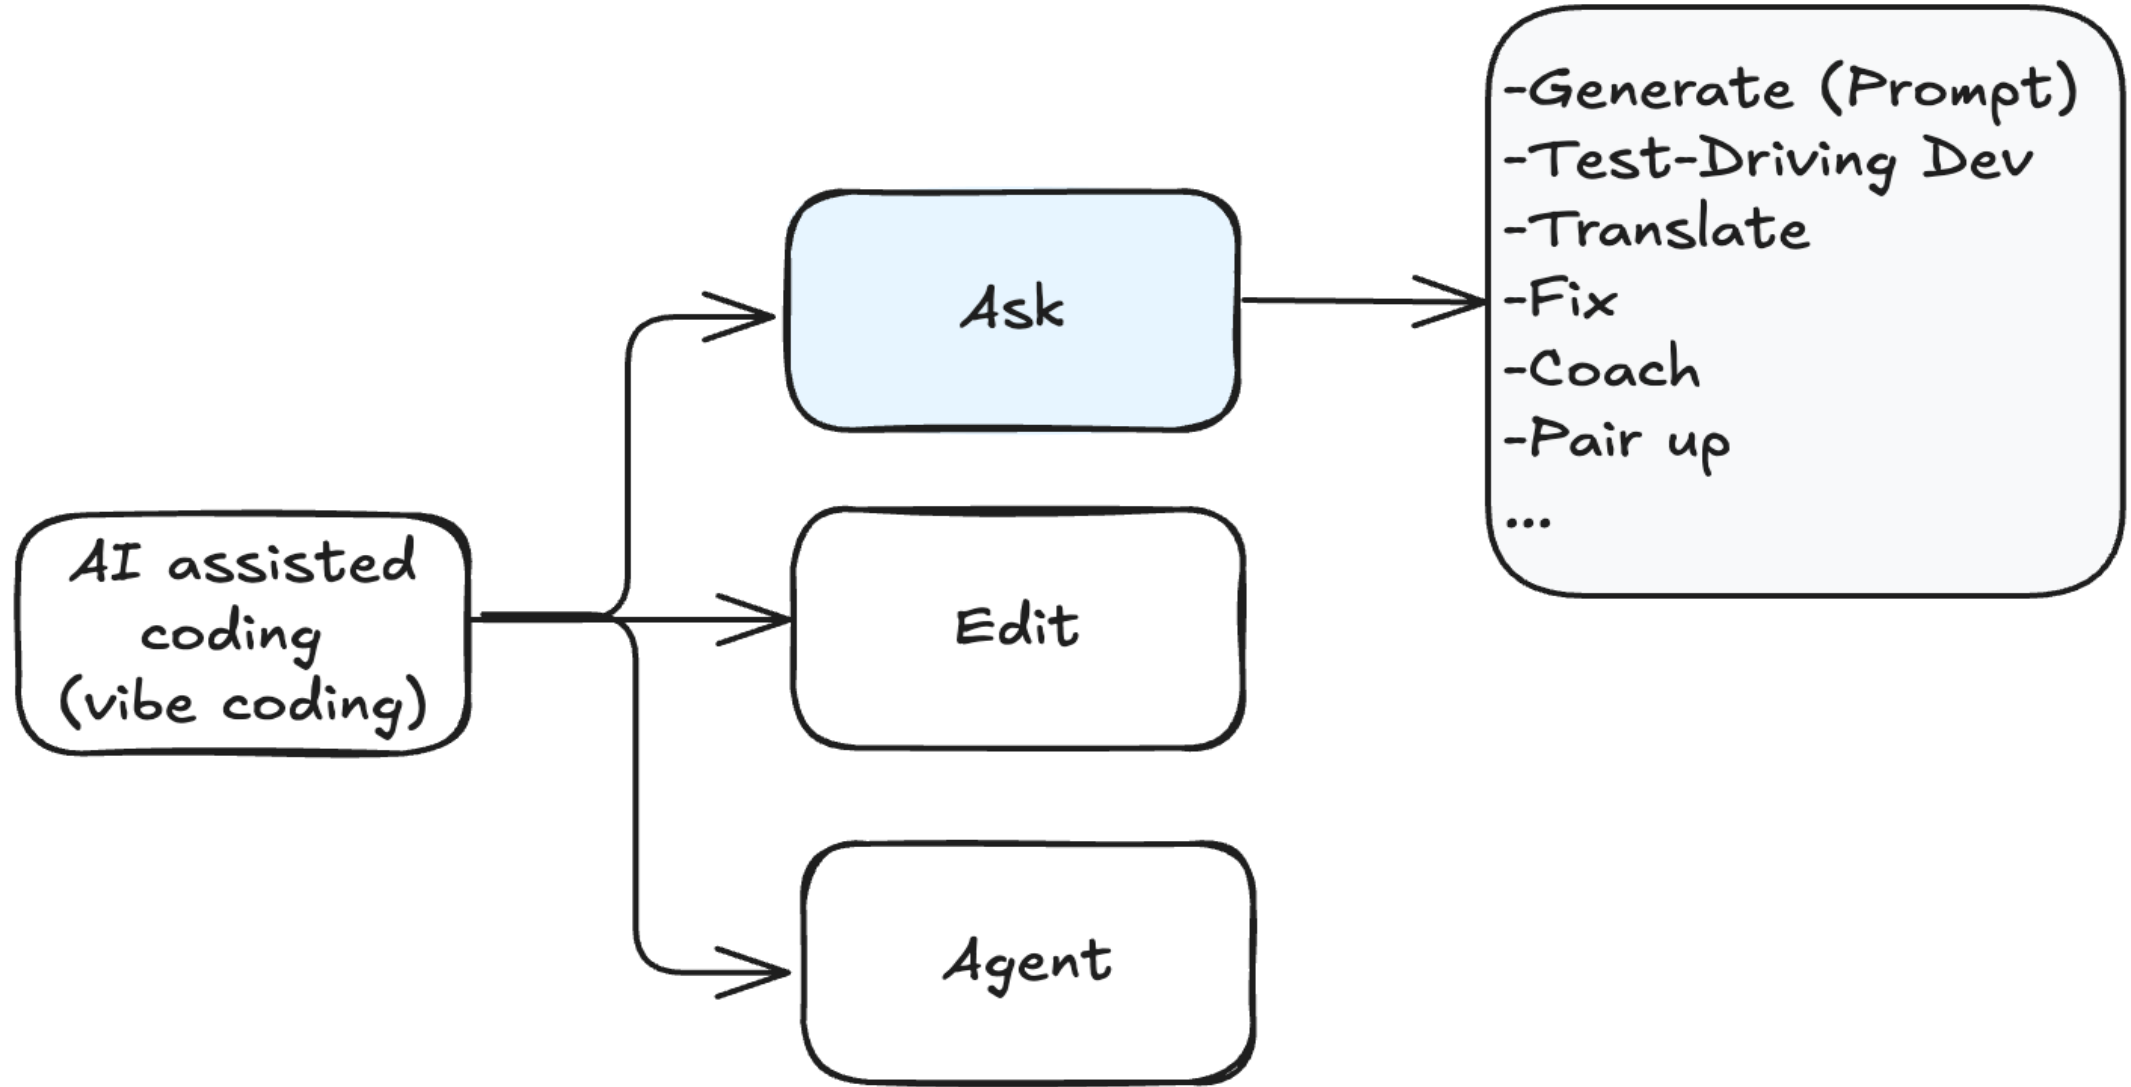 AI assisted
coding
(vibe coding)
Ask
Edit
Agent
-Generate (Prompt)
-Test-Driving Dev
-Translate
-Fix
-Coach
-Pair up
...